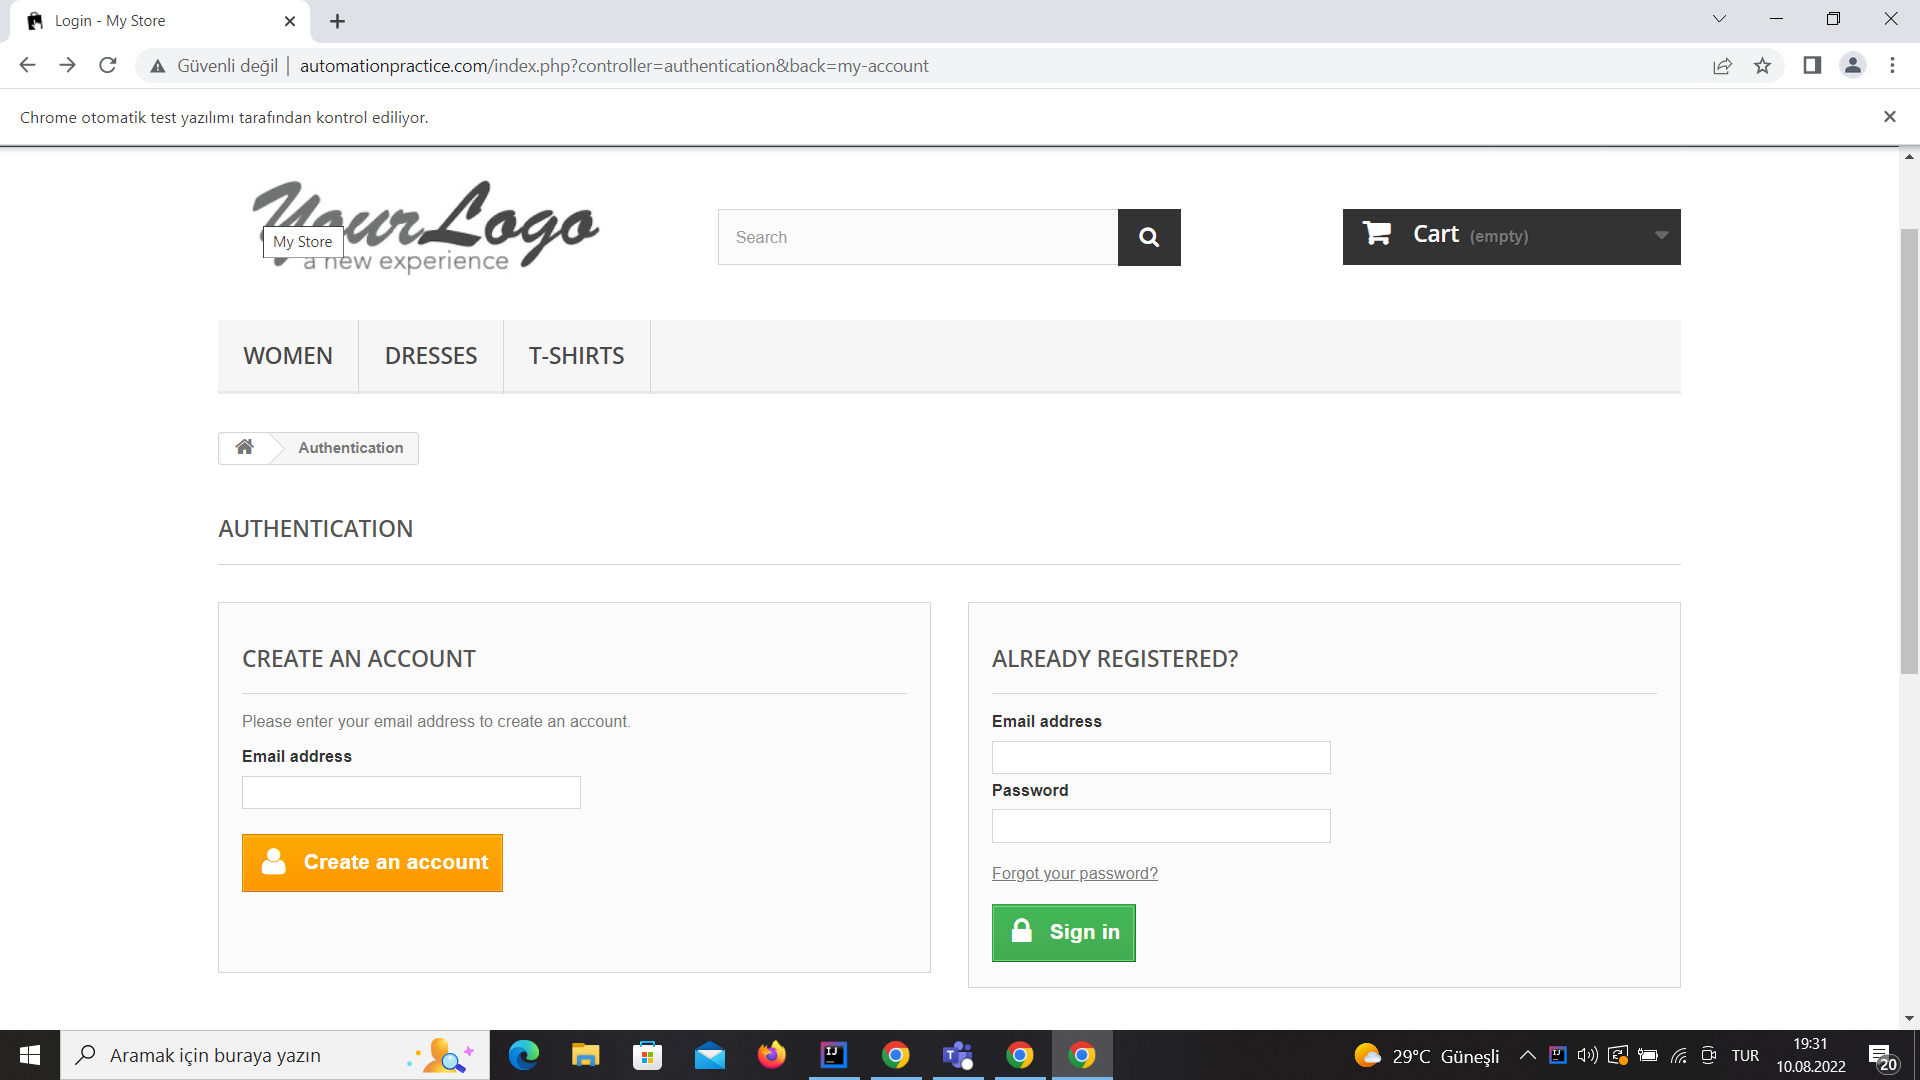 Login - My Store
Güvenli değil | automationpractice.com/index.php?controller=authentication&back=my-account
Chrome otomatik test yazılımı tarafından kontrol ediliyor.
YourLogo
a new experience
My Store
Search
Cart (empty)
WOMEN DRESSES T-SHIRTS
Authentication
AUTHENTICATION
CREATE AN ACCOUNT
Please enter your email address to create an account.
Email address
Create an account
ALREADY REGISTERED?
Email address
Password
Forgot your password?
Sign in
Aramak için buraya yazın
29°C Güneşli
TUR
19:31
10.08.2022
20